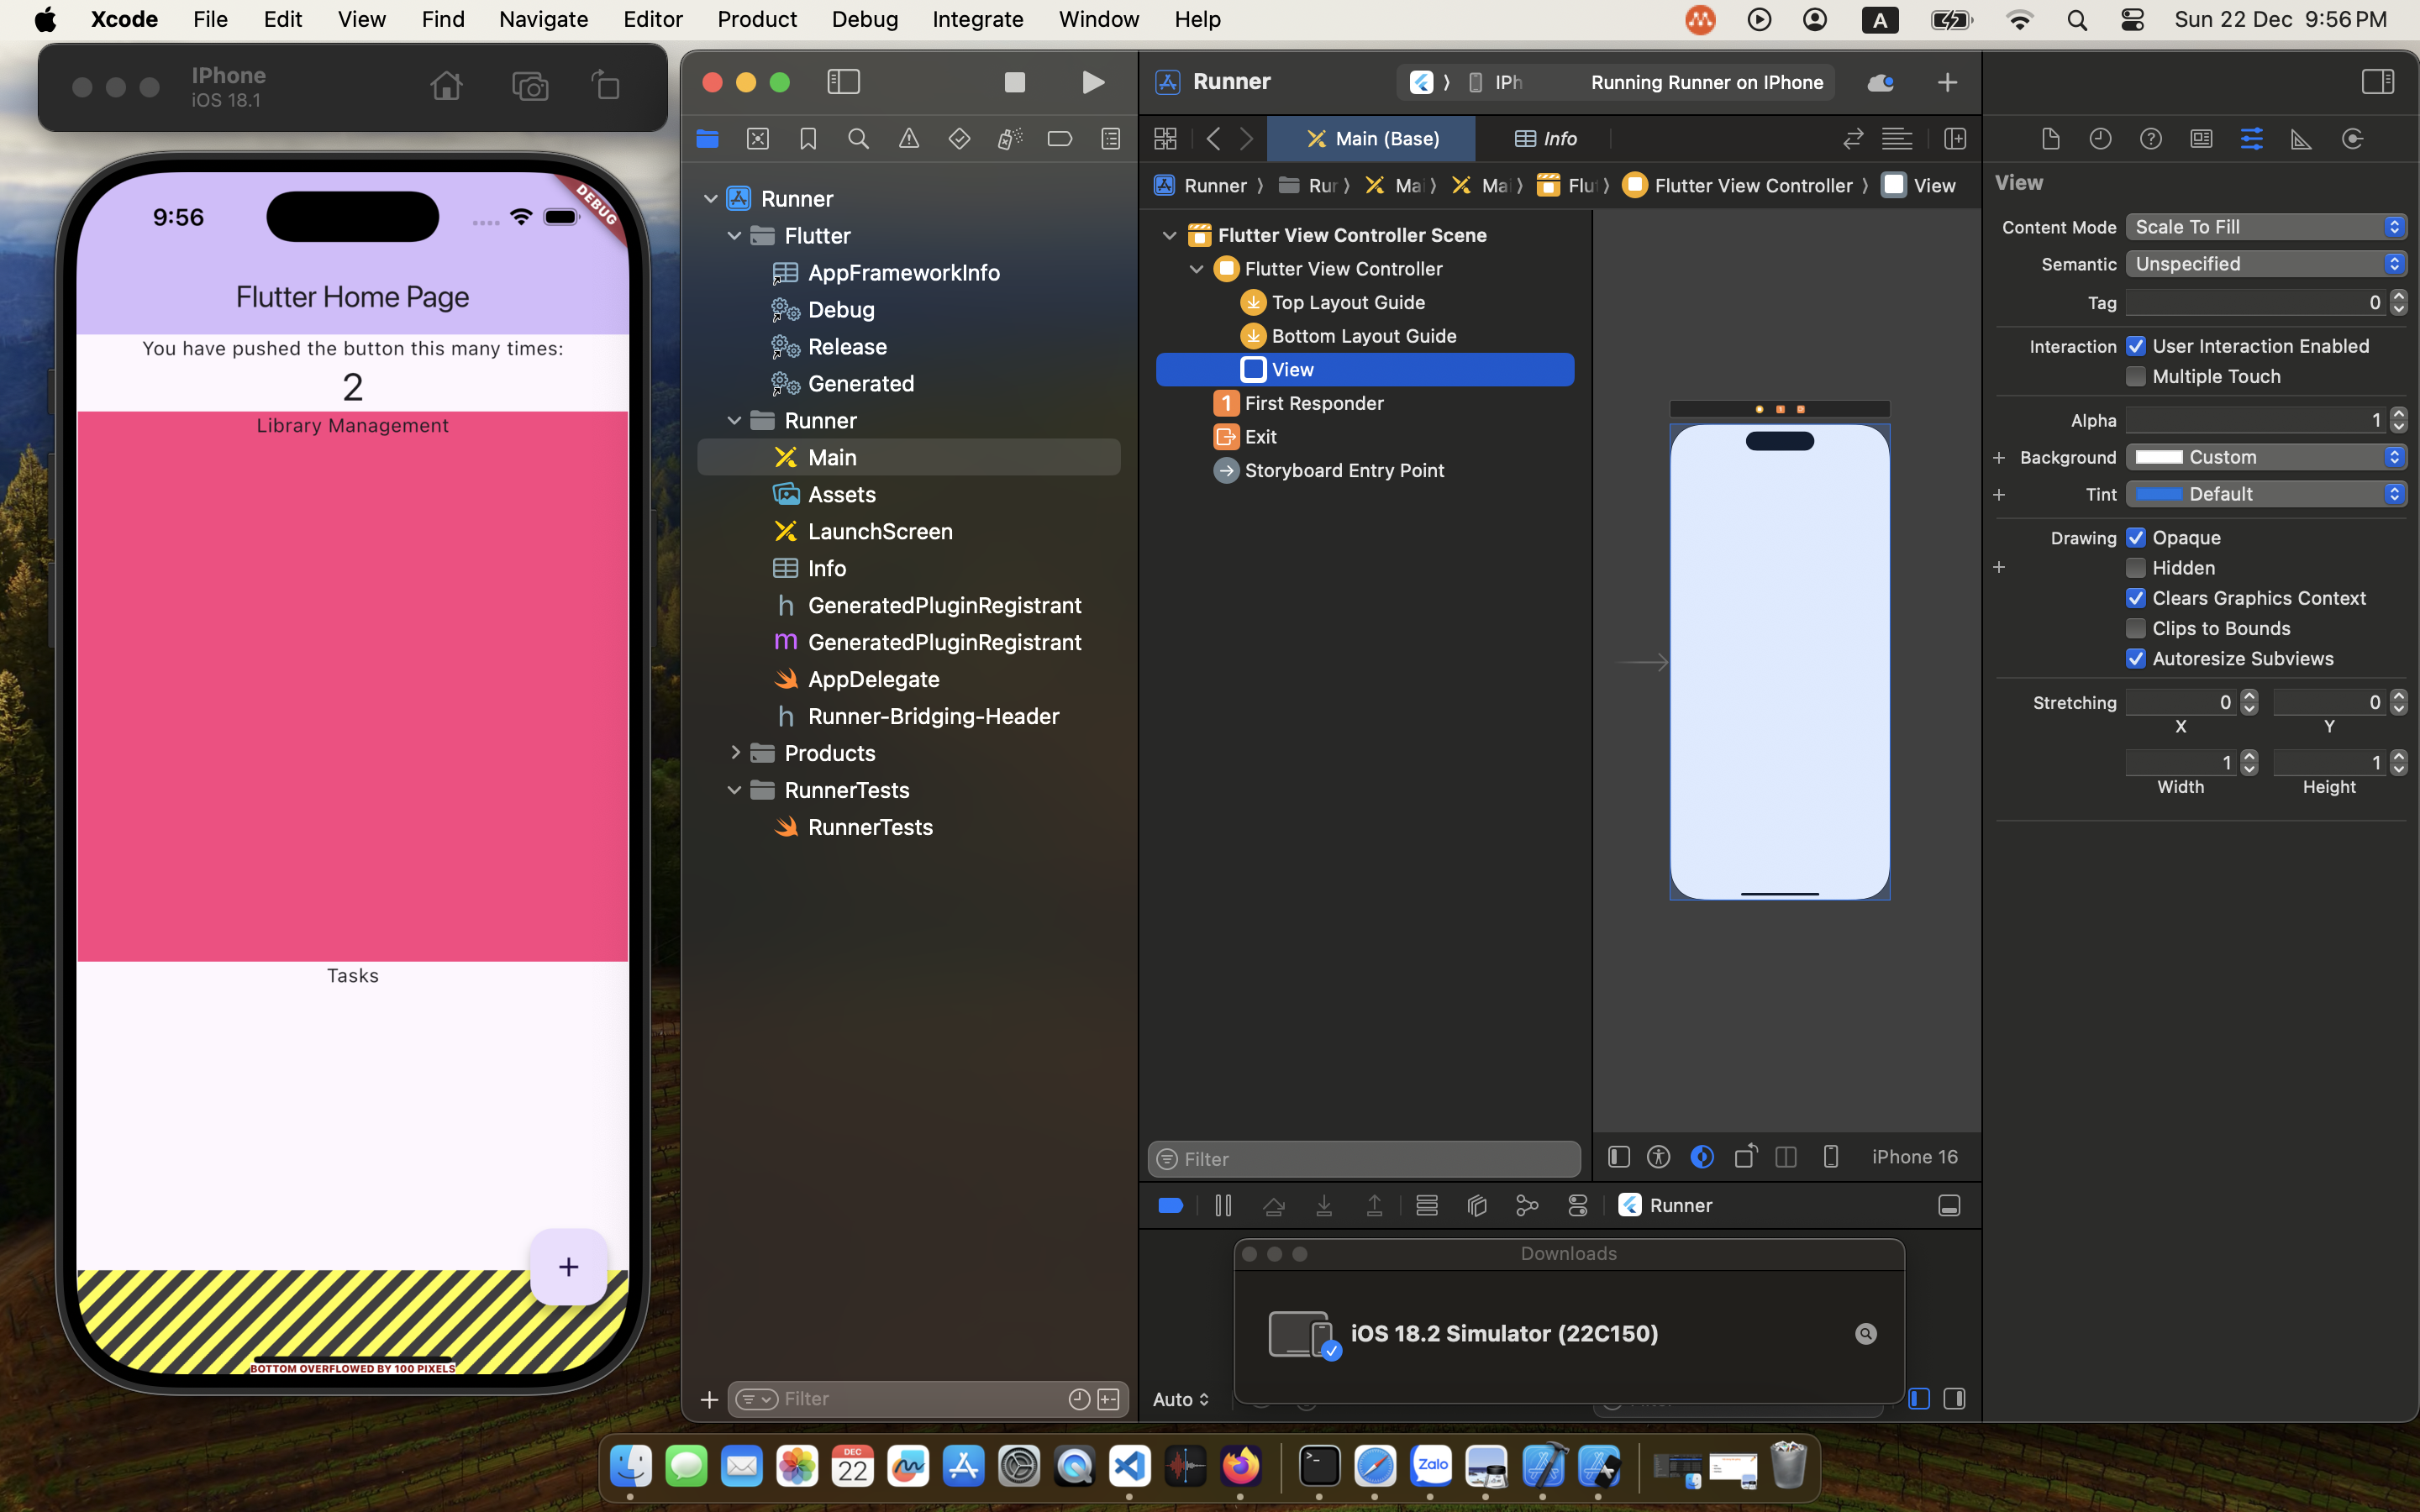 Xcode File Edit View Find Navigate Editor Product Debug Integrate Window Help A Sun 22 Dec 9:56 PM
IPhone
iOS 18.1
9:56
DEBUG
Flutter Home Page
You have pushed the button this many times:
2
Library Management
Tasks
+
BOTTOM OVERFLOWED BY 100 PIXELS
Runner
Flutter
AppFrameworkInfo
Debug
Release
Generated
Runner
Main
Assets
LaunchScreen
Info
h GeneratedPluginRegistrant
m GeneratedPluginRegistrant
AppDelegate
h Runner-Bridging-Header
Products
RunnerTests
RunnerTests
Filter
Runner
IPh Running Runner on IPhone
Main (Base) Info
Runner Rur Mai Mai Flut Flutter View Controller View
Flutter View Controller Scene
Flutter View Controller
Top Layout Guide
Bottom Layout Guide
View
1 First Responder
Exit
Storyboard Entry Point
Filter
iPhone 16
Runner
Downloads
iOS 18.2 Simulator (22C150)
Auto
View
Content Mode Scale To Fill
Semantic Unspecified
Tag 0
Interaction User Interaction Enabled
Multiple Touch
Alpha 1
Background Custom
Tint Default
Drawing Opaque
Hidden
Clears Graphics Context
Clips to Bounds
Autoresize Subviews
Stretching 0 0
X Y
1 1
Width Height
DEC
22
Zalo